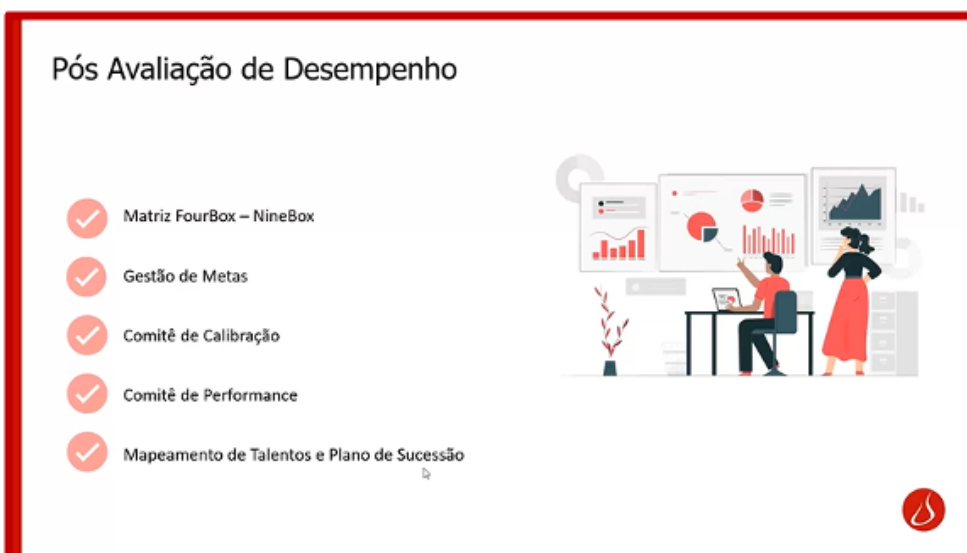 Pós Avaliação de Desempenho
Matriz FourBox – NineBox
Gestão de Metas
Comitê de Calibração
Comitê de Performance
Mapeamento de Talentos e Plano de Sucessão